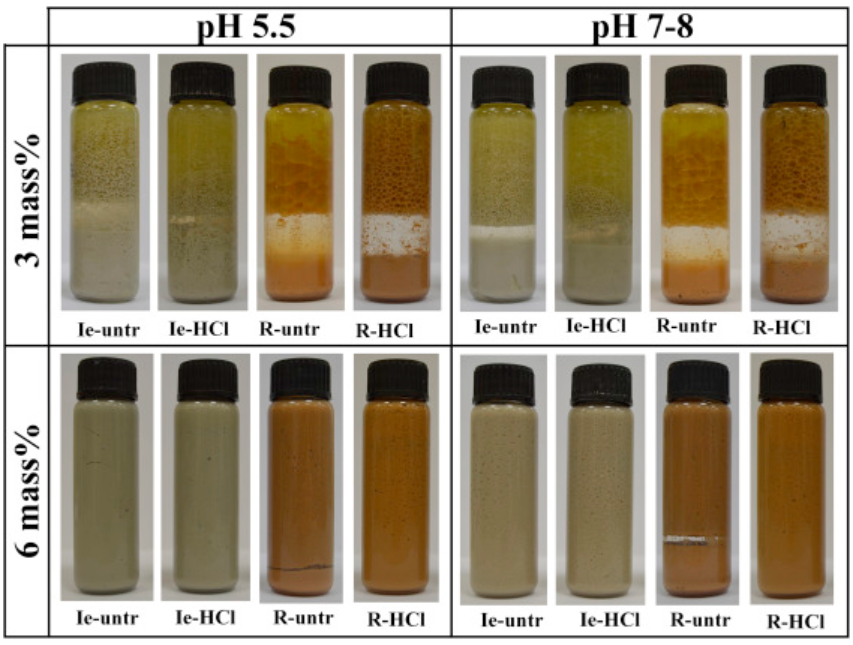 pH 5.5 pH 7-8
3 mass%
Ie-untr Ie-HCl R-untr R-HCl Ie-untr Ie-HCl R-untr R-HCl
6 mass%
Ie-untr Ie-HCl R-untr R-HCl Ie-untr Ie-HCl R-untr R-HCl